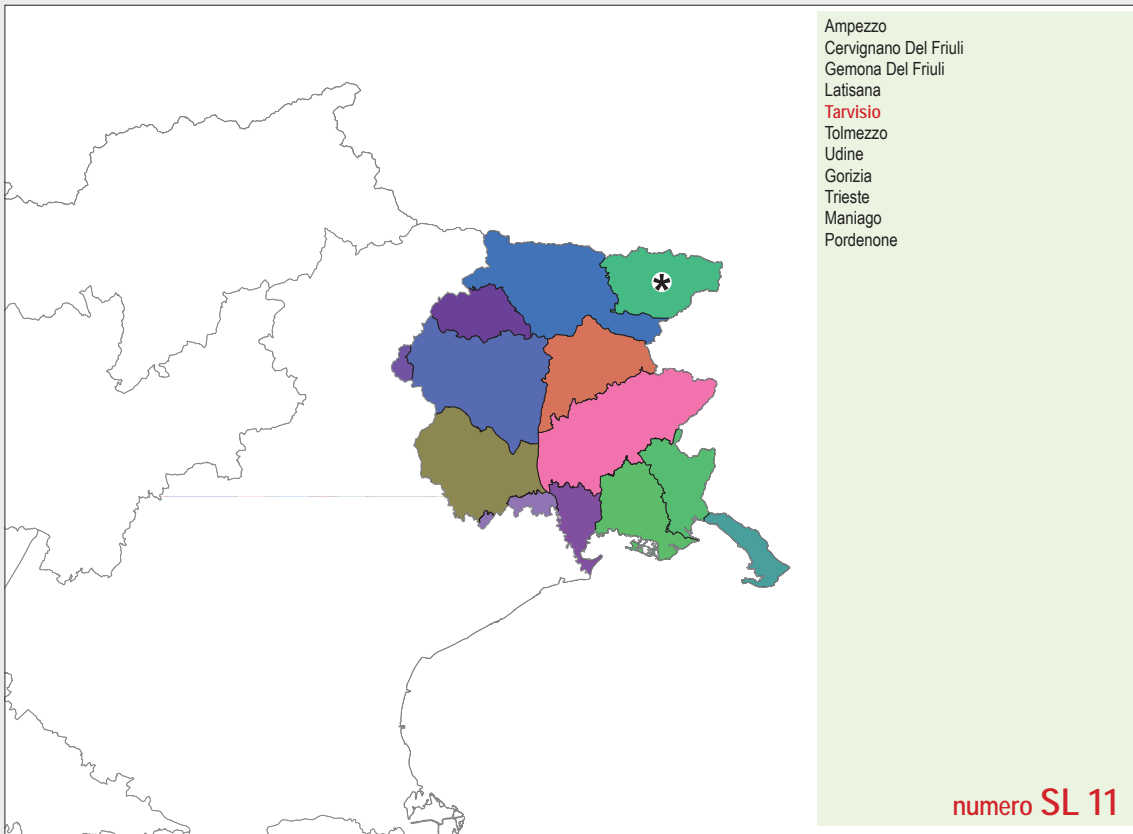 Ampezzo
Cervignano Del Friuli
Gemona Del Friuli
Latisana
Tarvisio
Tolmezzo
Udine
Gorizia
Trieste
Maniago
Pordenone
*
numero SL 11